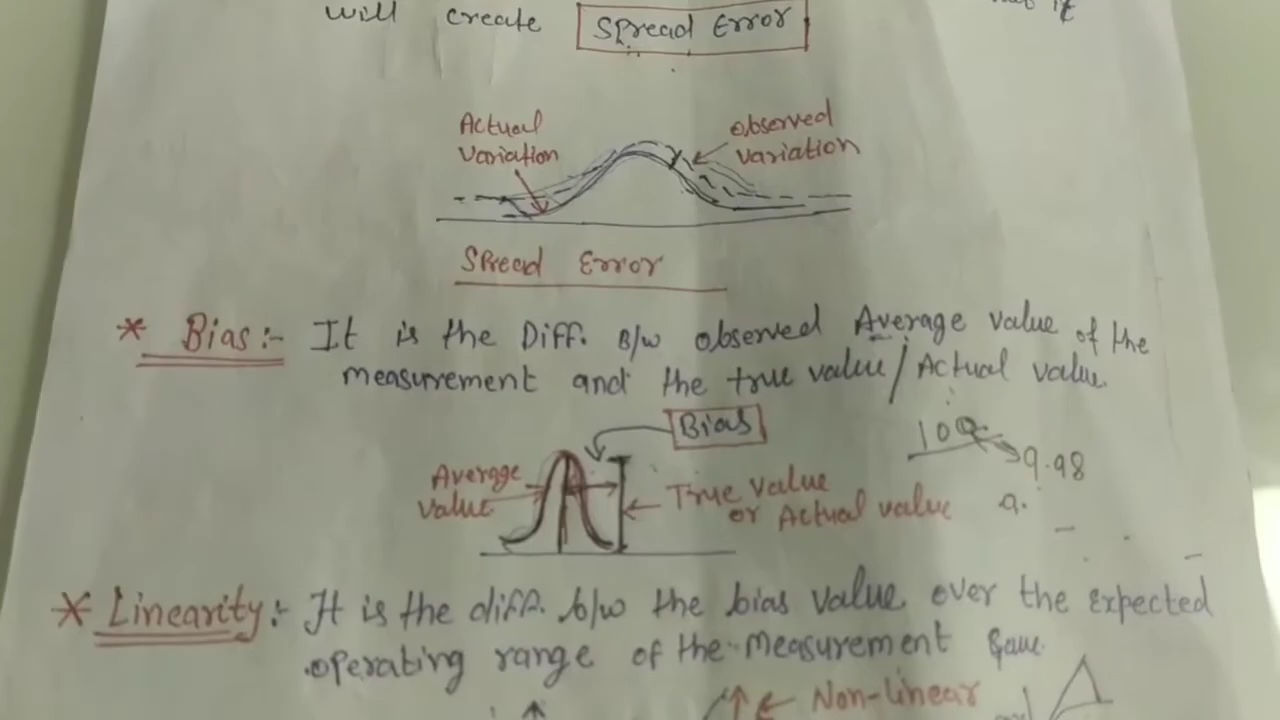 will create Spread Error
Actual
Variation
Observed
Variation
Spread Error
* Bias:- It is the Diff. B/w observed Average value of the
measurement and the true value/Actual value.
Bias
Average
value
True value
or Actual value
100
9.98
9.
* Linearity:- It is the diff. b/w the bias value over the expected
operating range of the measurement
Non-linear